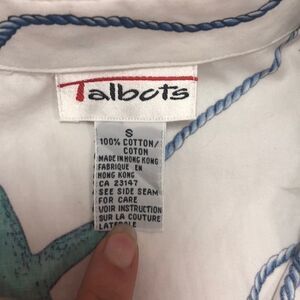 Talbots
S
100% COTTON/
COTON
MADE IN HONG KONG
FABRIQUE EN
HONG KONG
CA 23147
SEE SIDE SEAM
FOR CARE
VOIR INSTRUCTION
SUR LA COUTURE
LATERALE